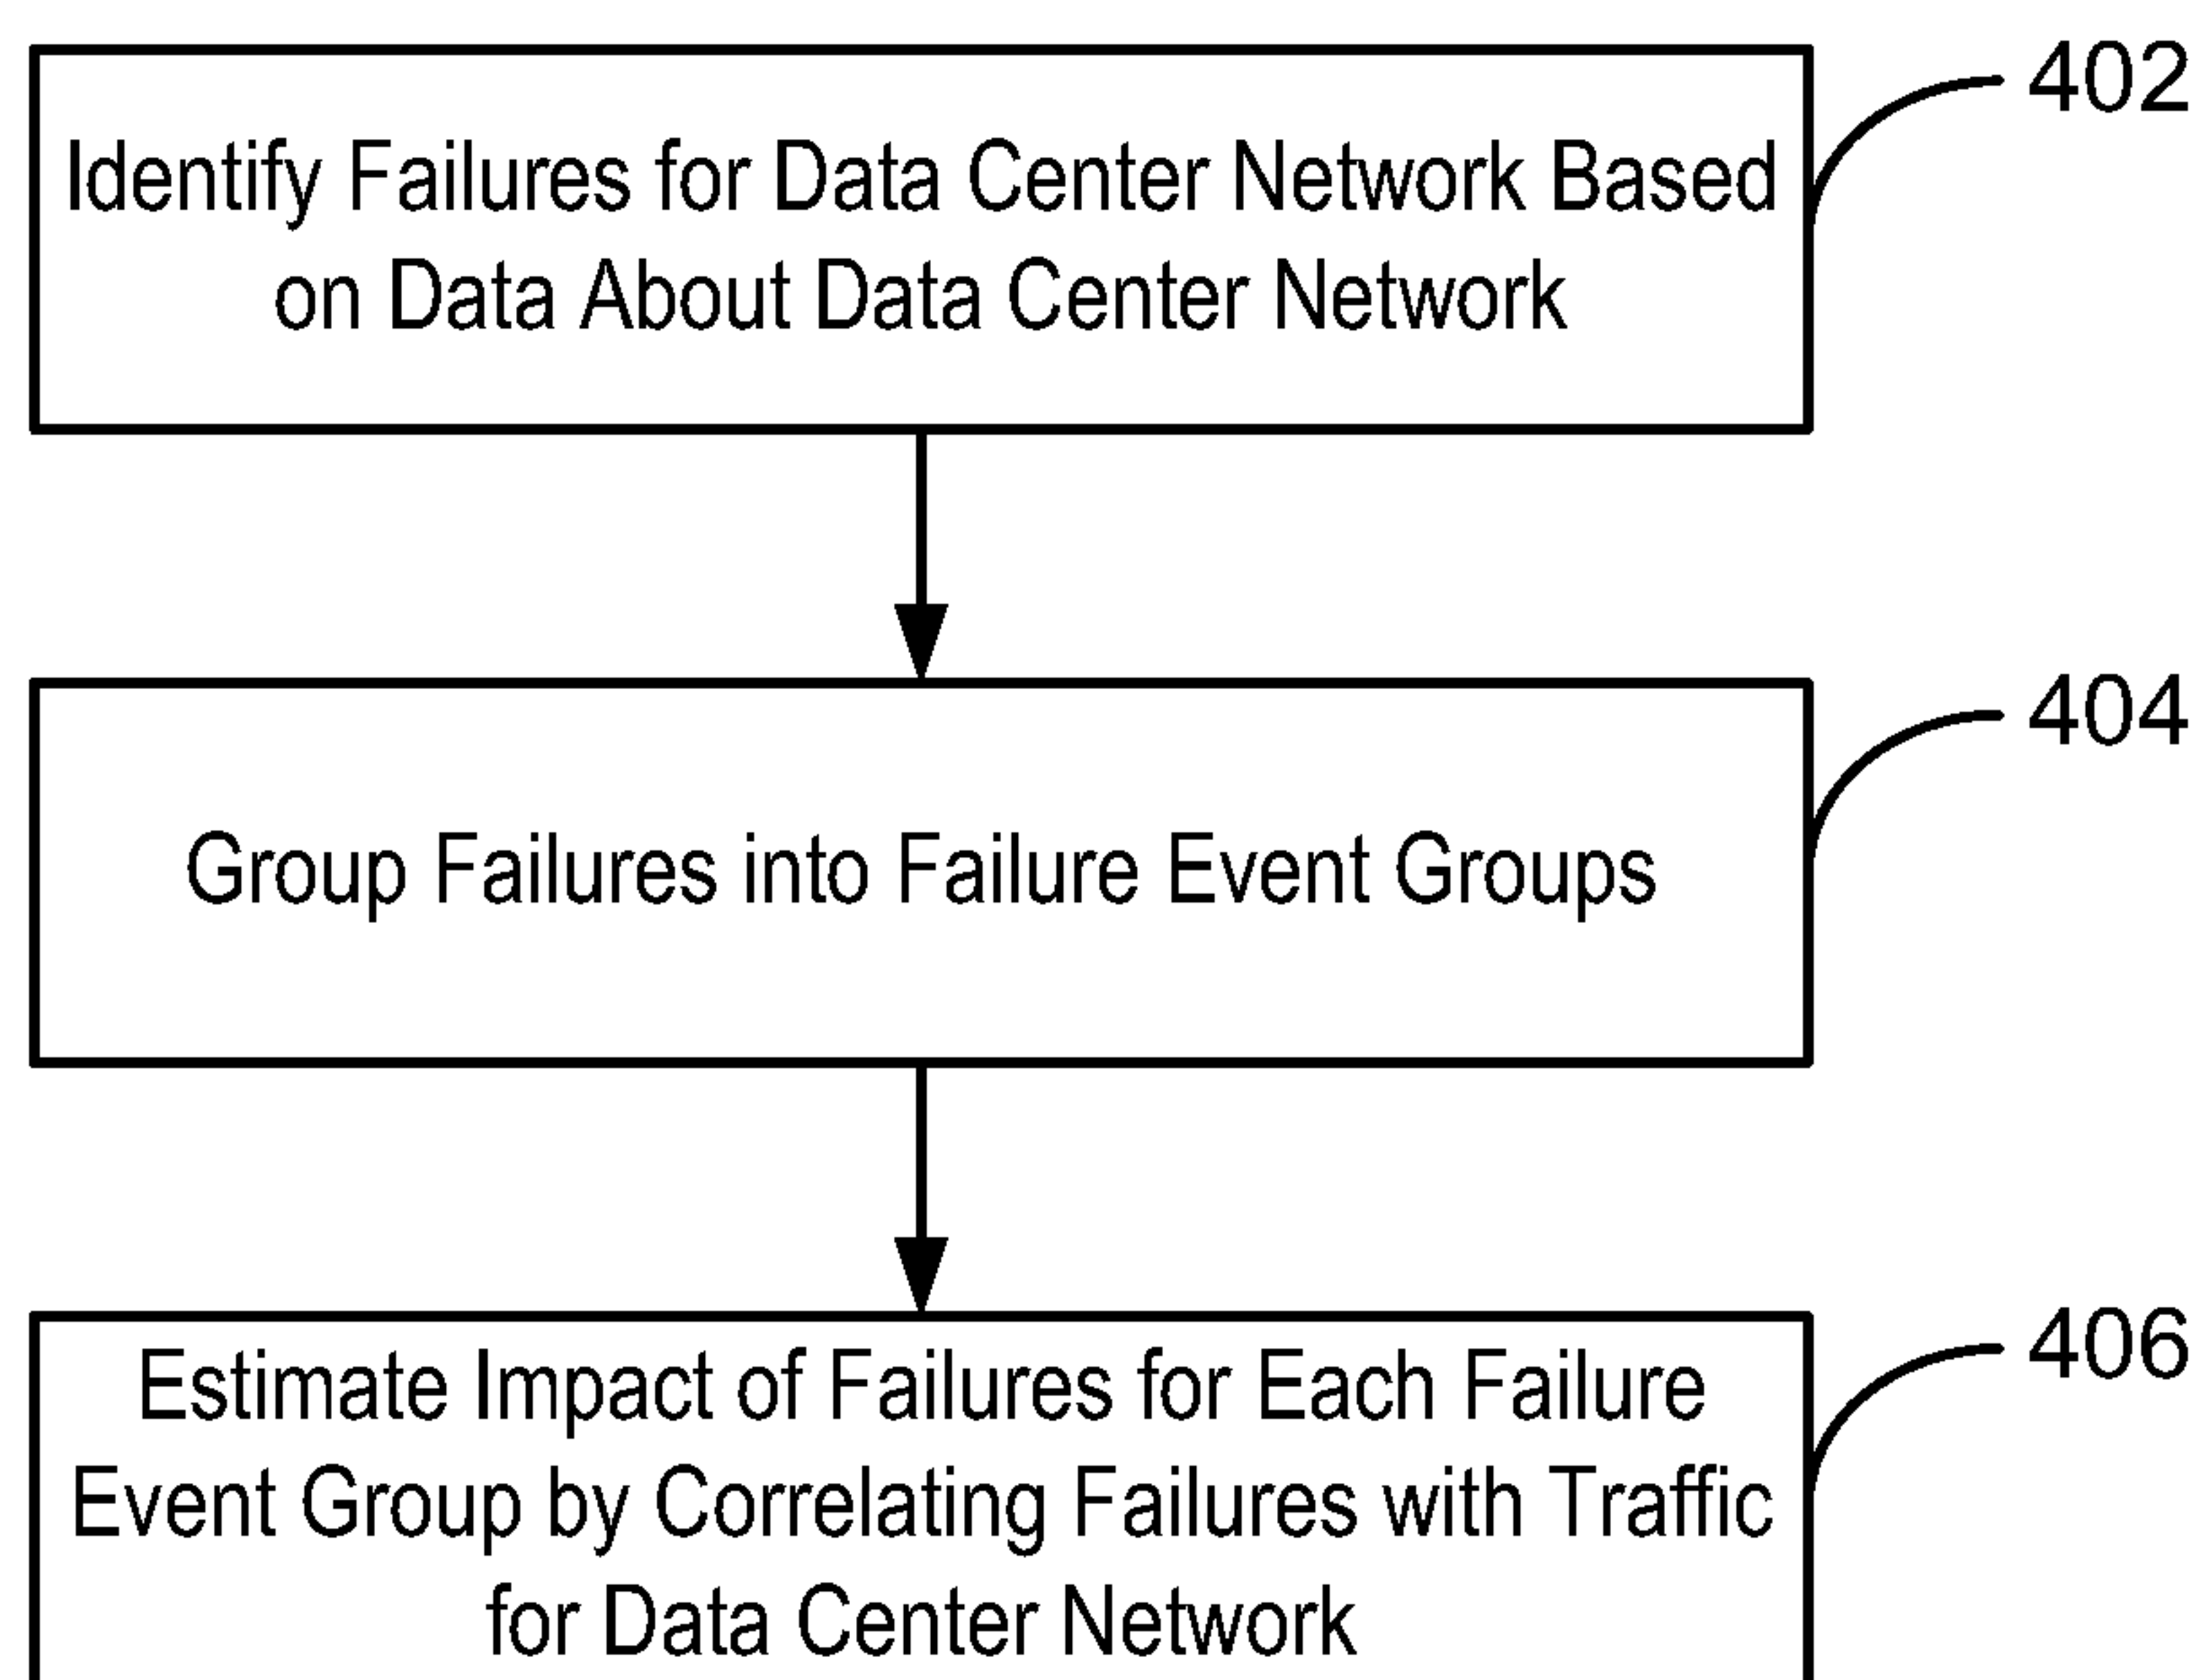 402
Identify Failures for Data Center Network Based
on Data About Data Center Network
404
Group Failures into Failure Event Groups
406
Estimate Impact of Failures for Each Failure
Event Group by Correlating Failures with Traffic
for Data Center Network